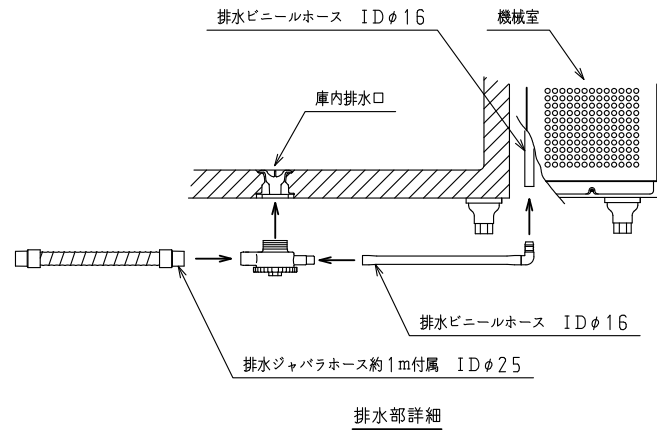 排水ビニールホース IDφ16
機械室
庫内排水口
排水ビニールホース IDφ16
排水ジャバラホース約1m付属 IDφ25
排水部詳細